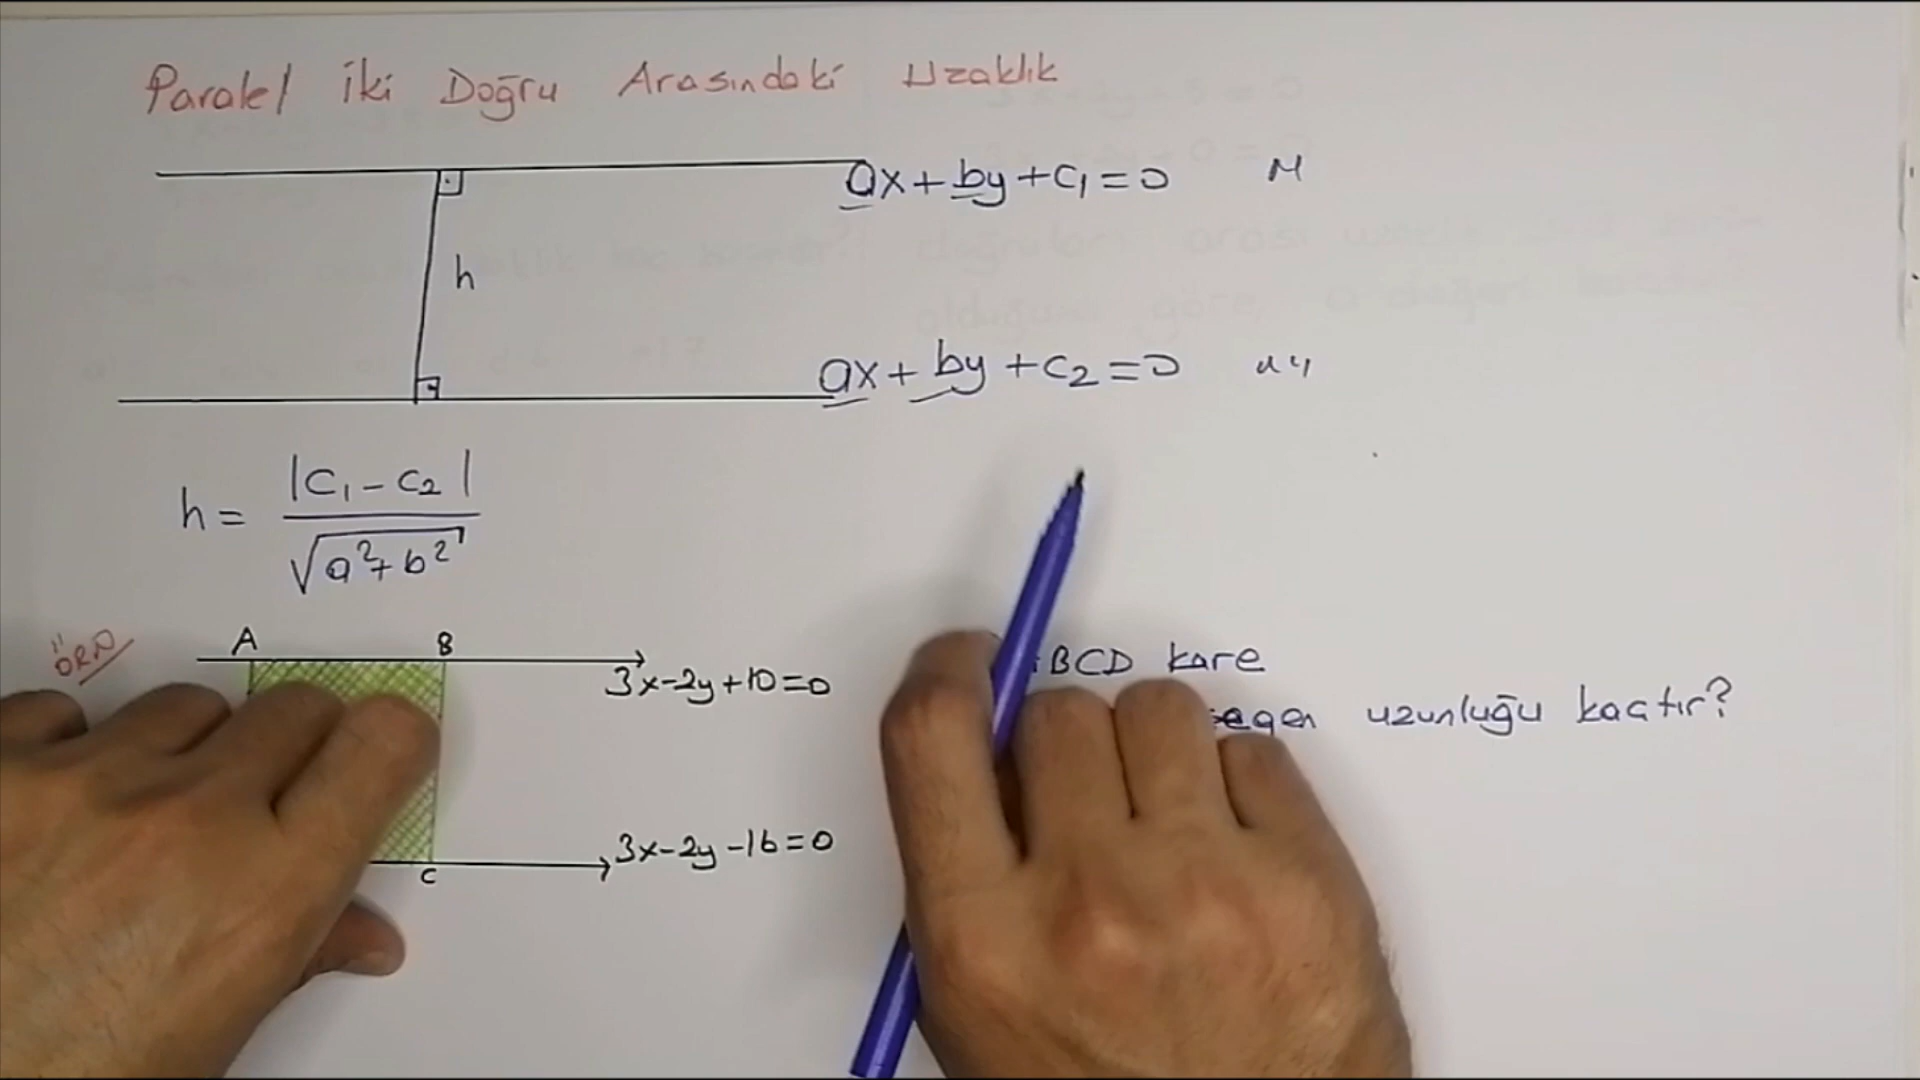 Paralel İki Doğru Arasındaki Uzaklık
ax+by+c₁=0
h
ax+by+c₂=0
h= |c₁-c₂| / √a²+b²
ÖRN
A B
3x-2y+10=0
3x-2y-16=0
C
BCD kare
uzunluğu kaçtır?